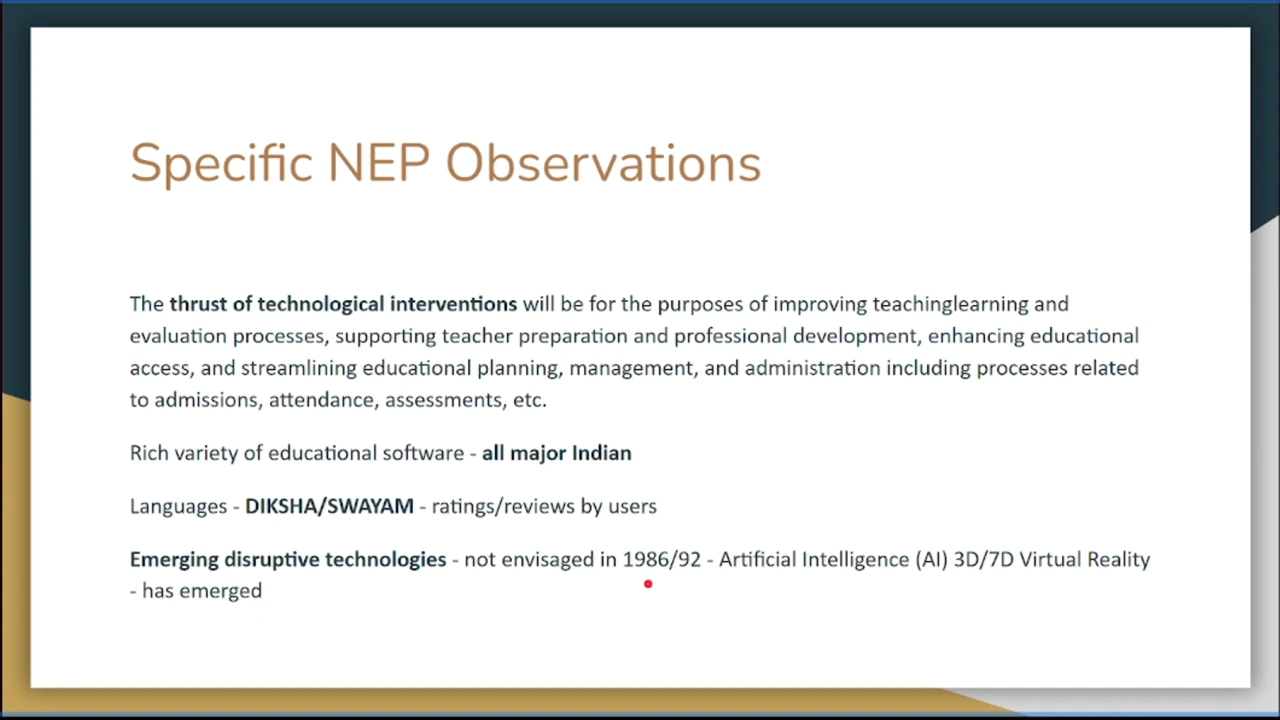 Specific NEP Observations
The thrust of technological interventions will be for the purposes of improving teachinglearning and
evaluation processes, supporting teacher preparation and professional development, enhancing educational
access, and streamlining educational planning, management, and administration including processes related
to admissions, attendance, assessments, etc.
Rich variety of educational software - all major Indian
Languages - DIKSHA/SWAYAM - ratings/reviews by users
Emerging disruptive technologies - not envisaged in 1986/92 - Artificial Intelligence (AI) 3D/7D Virtual Reality
- has emerged